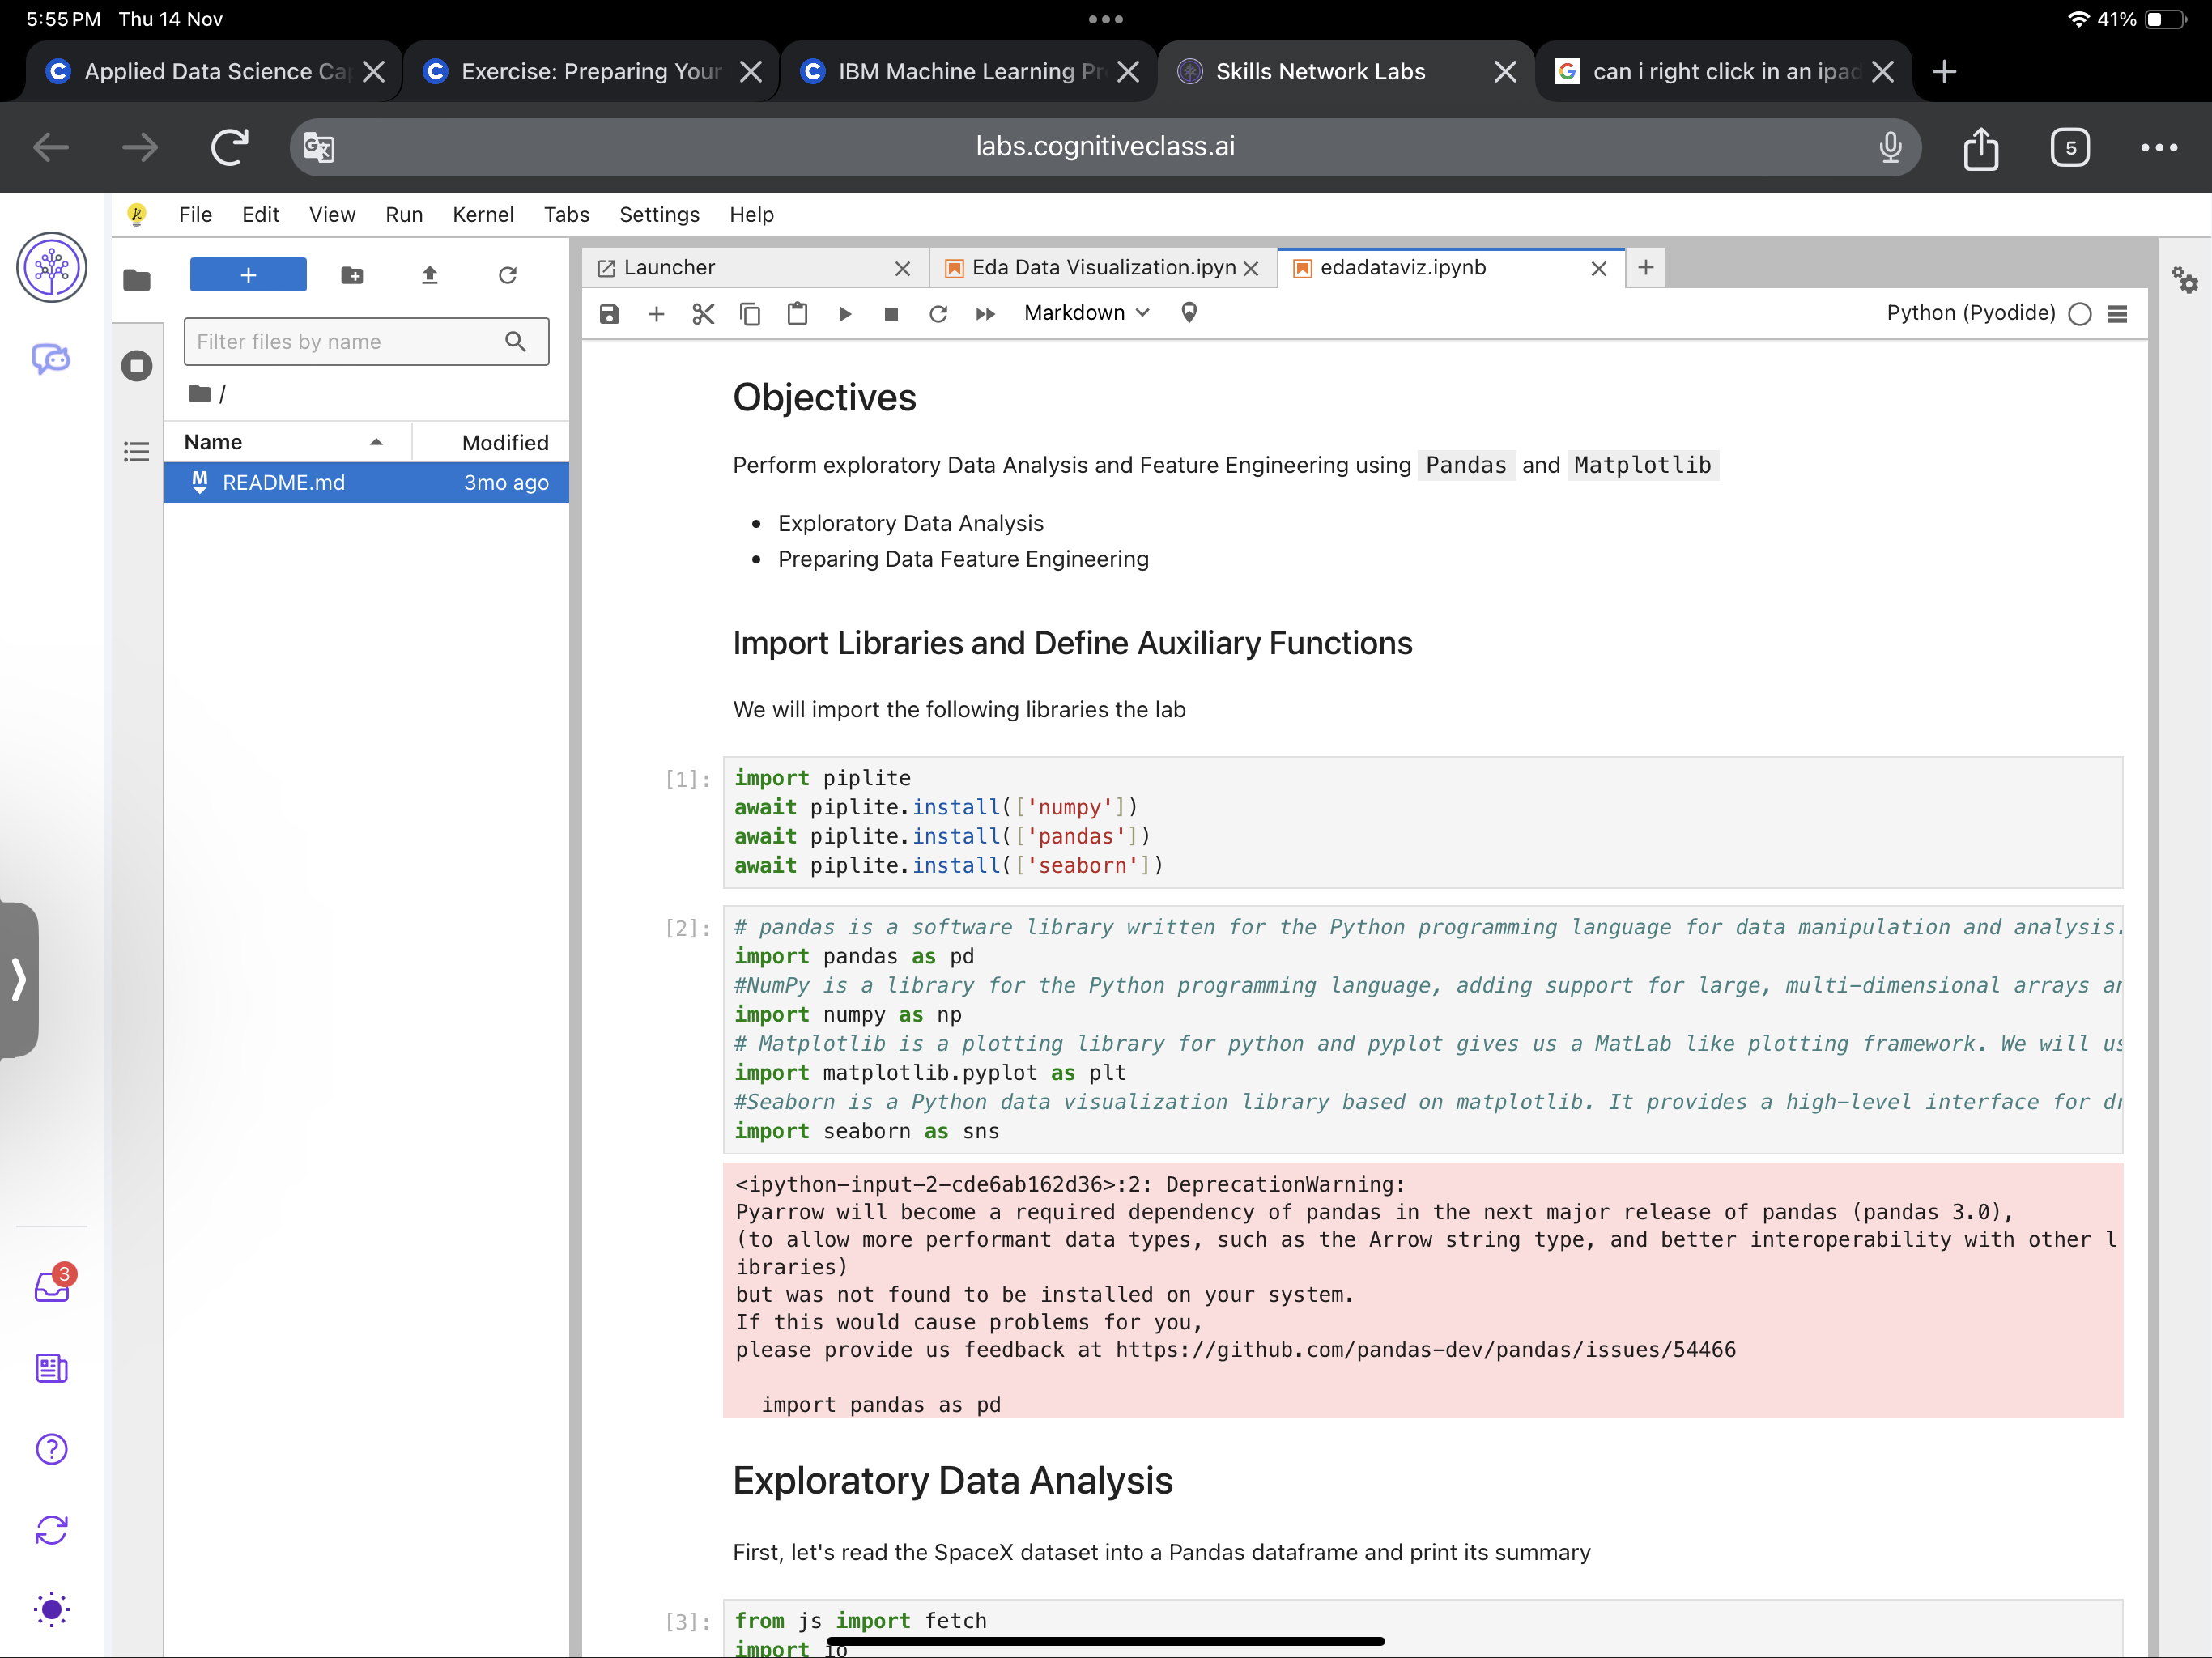 5:55 PM Thu 14 Nov
41%
Applied Data Science Ca
Exercise: Preparing Your
IBM Machine Learning Pr
Skills Network Labs
can i right click in an ipad
labs.cognitiveclass.ai
5
File Edit View Run Kernel Tabs Settings Help
Launcher
Eda Data Visualization.ipyn
edadataviz.ipynb
Filter files by name
/
Name
Modified
README.md
3mo ago
Markdown
Python (Pyodide)
Objectives
Perform exploratory Data Analysis and Feature Engineering using Pandas and Matplotlib
• Exploratory Data Analysis
• Preparing Data Feature Engineering
Import Libraries and Define Auxiliary Functions
We will import the following libraries the lab
[1]:
import piplite
await piplite.install(['numpy'])
await piplite.install(['pandas'])
await piplite.install(['seaborn'])
[2]:
# pandas is a software library written for the Python programming language for data manipulation and analysis.
import pandas as pd
#NumPy is a library for the Python programming language, adding support for large, multi-dimensional arrays
import numpy as np
# Matplotlib is a plotting library for python and pyplot gives us a MatLab like plotting framework. We will
import matplotlib.pyplot as plt
#Seaborn is a Python data visualization library based on matplotlib. It provides a high-level interface for
import seaborn as sns
<ipython-input-2-cde6ab162d36>:2: DeprecationWarning:
Pyarrow will become a required dependency of pandas in the next major release of pandas (pandas 3.0),
(to allow more performant data types, such as the Arrow string type, and better interoperability with other l
ibraries)
but was not found to be installed on your system.
If this would cause problems for you,
please provide us feedback at https://github.com/pandas-dev/pandas/issues/54466
import pandas as pd
3
Exploratory Data Analysis
First, let's read the SpaceX dataset into a Pandas dataframe and print its summary
[3]:
from js import fetch
import io